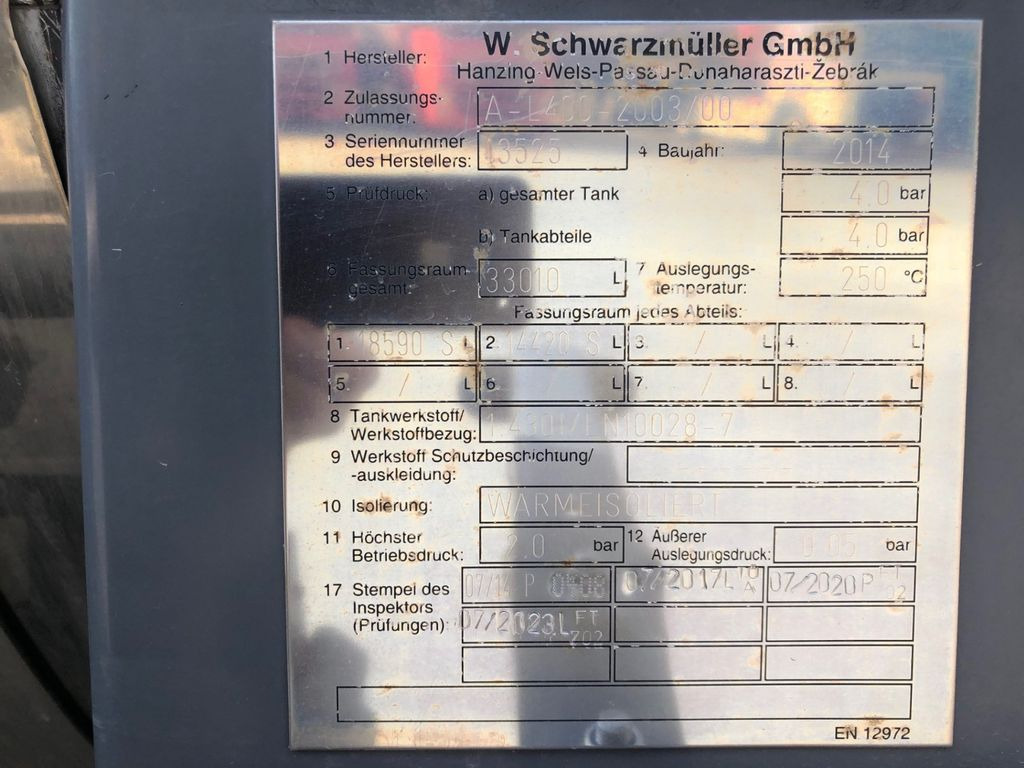 W. Schwarzmüller GmbH
1 Hersteller: Hanzing-Wels-Passau-Dunaharaszti-Žebrák
2 Zulassungs-
nummer: A-L400-2003/00
3 Seriennummer
des Herstellers: 13525 4 Baujahr: 2014
5 Prüfdruck: a) gesamter Tank 4.0 bar
b) Tankabteile 4.0 bar
6 Fassungsraum 7 Auslegungs-
gesamt: 33010 L temperatur: 250 °C
Fassungsraum jedes Abteils:
1. 18590 S L 2. 14420 S L 3. / L 4. / L
5. / L 6. / L 7. / L 8. / L
8 Tankwerkstoff/
Werkstoffbezug: 1.4301/EN10028-7
9 Werkstoff Schutzbeschichtung/
-auskleidung: -------
10 Isolierung: WÄRMEISOLIERT
11 Höchster 12 Äußerer
Betriebsdruck: 2.0 bar Auslegungsdruck: 0.05 bar
17 Stempel des 07/14 P 07/2017L 07/2020P
Inspektors
(Prüfungen) 07/2023L FT
702
EN 12972